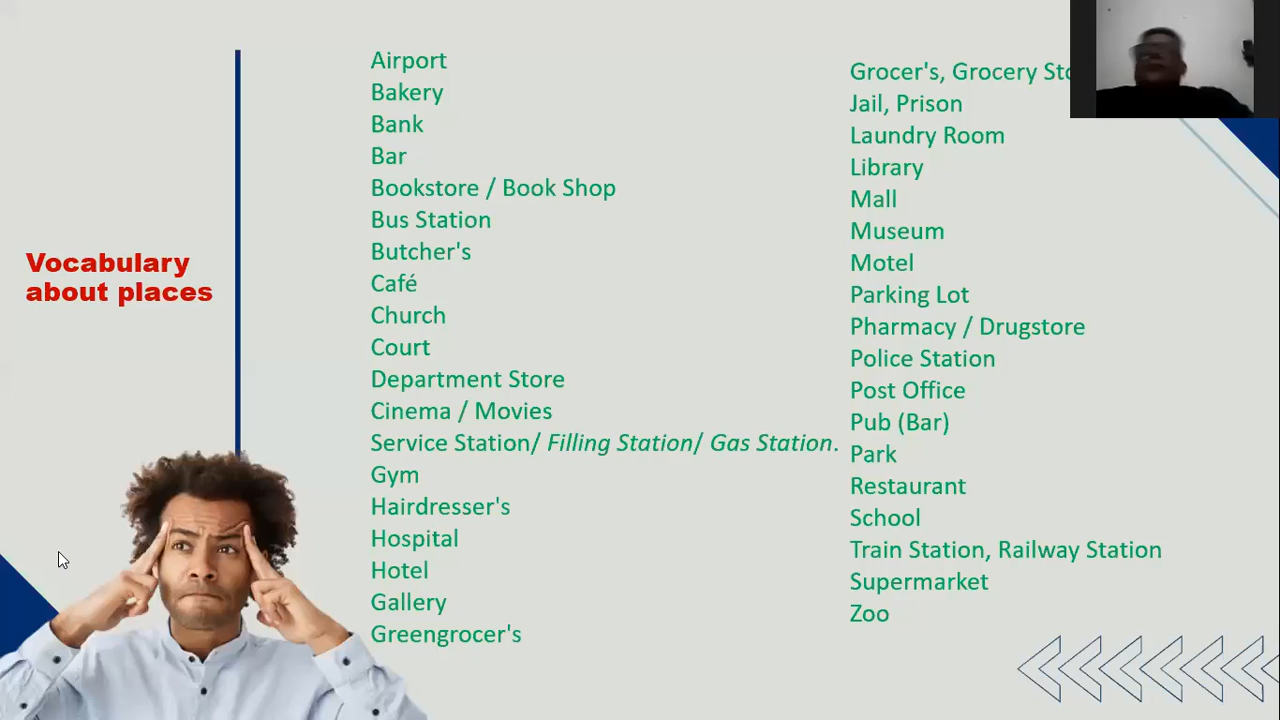 Vocabulary
about places
Airport
Bakery
Bank
Bar
Bookstore / Book Shop
Bus Station
Butcher's
Café
Church
Court
Department Store
Cinema / Movies
Service Station/ Filling Station/ Gas Station.
Gym
Hairdresser's
Hospital
Hotel
Gallery
Greengrocer's
Grocer's, Grocery
Jail, Prison
Laundry Room
Library
Mall
Museum
Motel
Parking Lot
Pharmacy / Drugstore
Police Station
Post Office
Pub (Bar)
Park
Restaurant
School
Train Station, Railway Station
Supermarket
Zoo